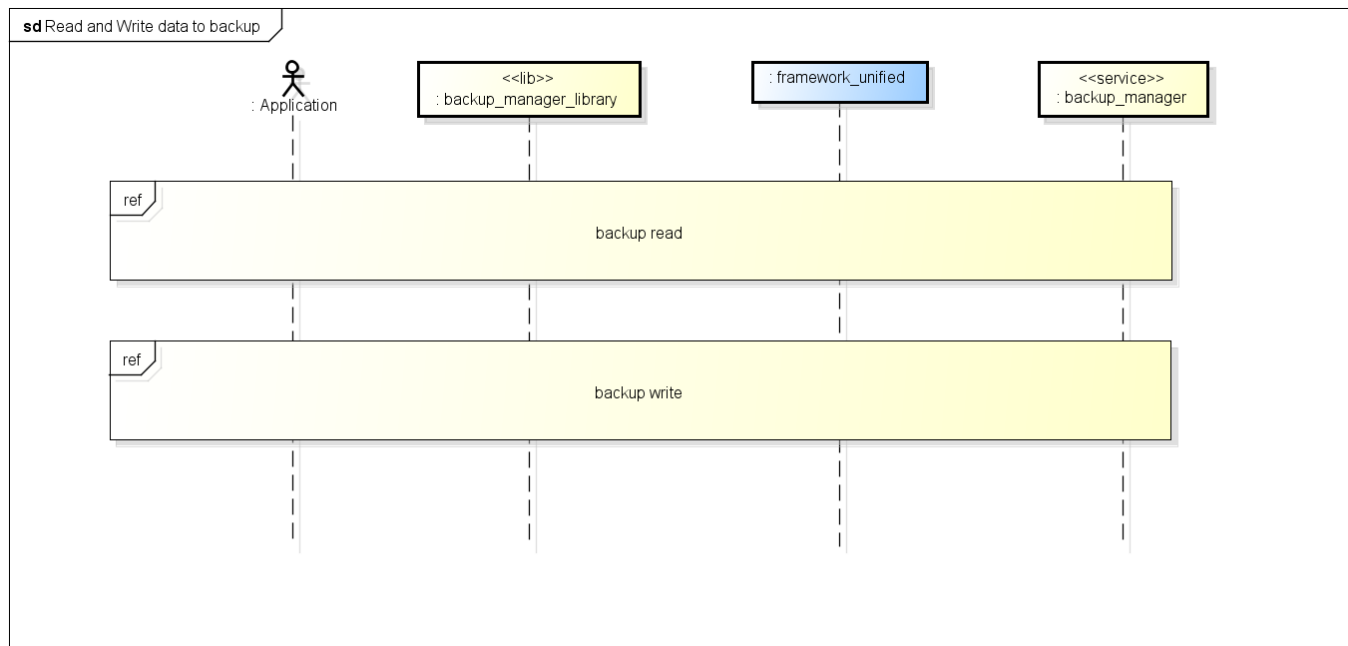 sd Read and Write data to backup
: Application
<<lib>>
: backup_manager_library
: framework_unified
<<service>>
: backup_manager
ref
backup read
ref
backup write